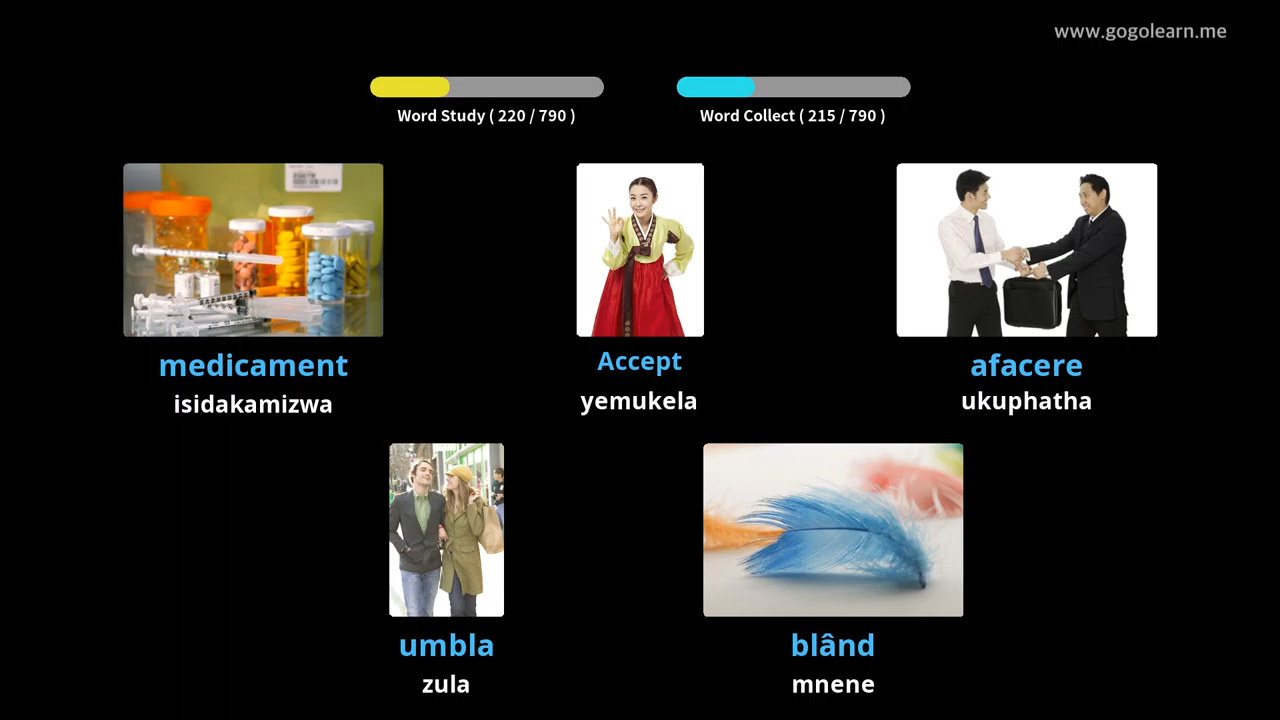 www.gogolearn.me
Word Study ( 220 / 790 )
Word Collect ( 215 / 790 )
medicament
isidakamizwa
Accept
yemukela
afacere
ukuphatha
umbla
zula
blând
mnene